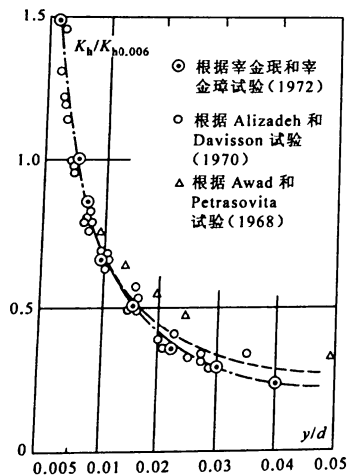 1.5
K_h/K_h0.006
⊙ 根据宰金珉和宰
金璋试验(1972)
○ 根据 Alizadeh 和
Davisson 试验
(1970)
△ 根据 Awad 和
Petrasovita
试验(1968)
1.0
0.5
0
y/d
0.005 0.01 0.02 0.03 0.04 0.05